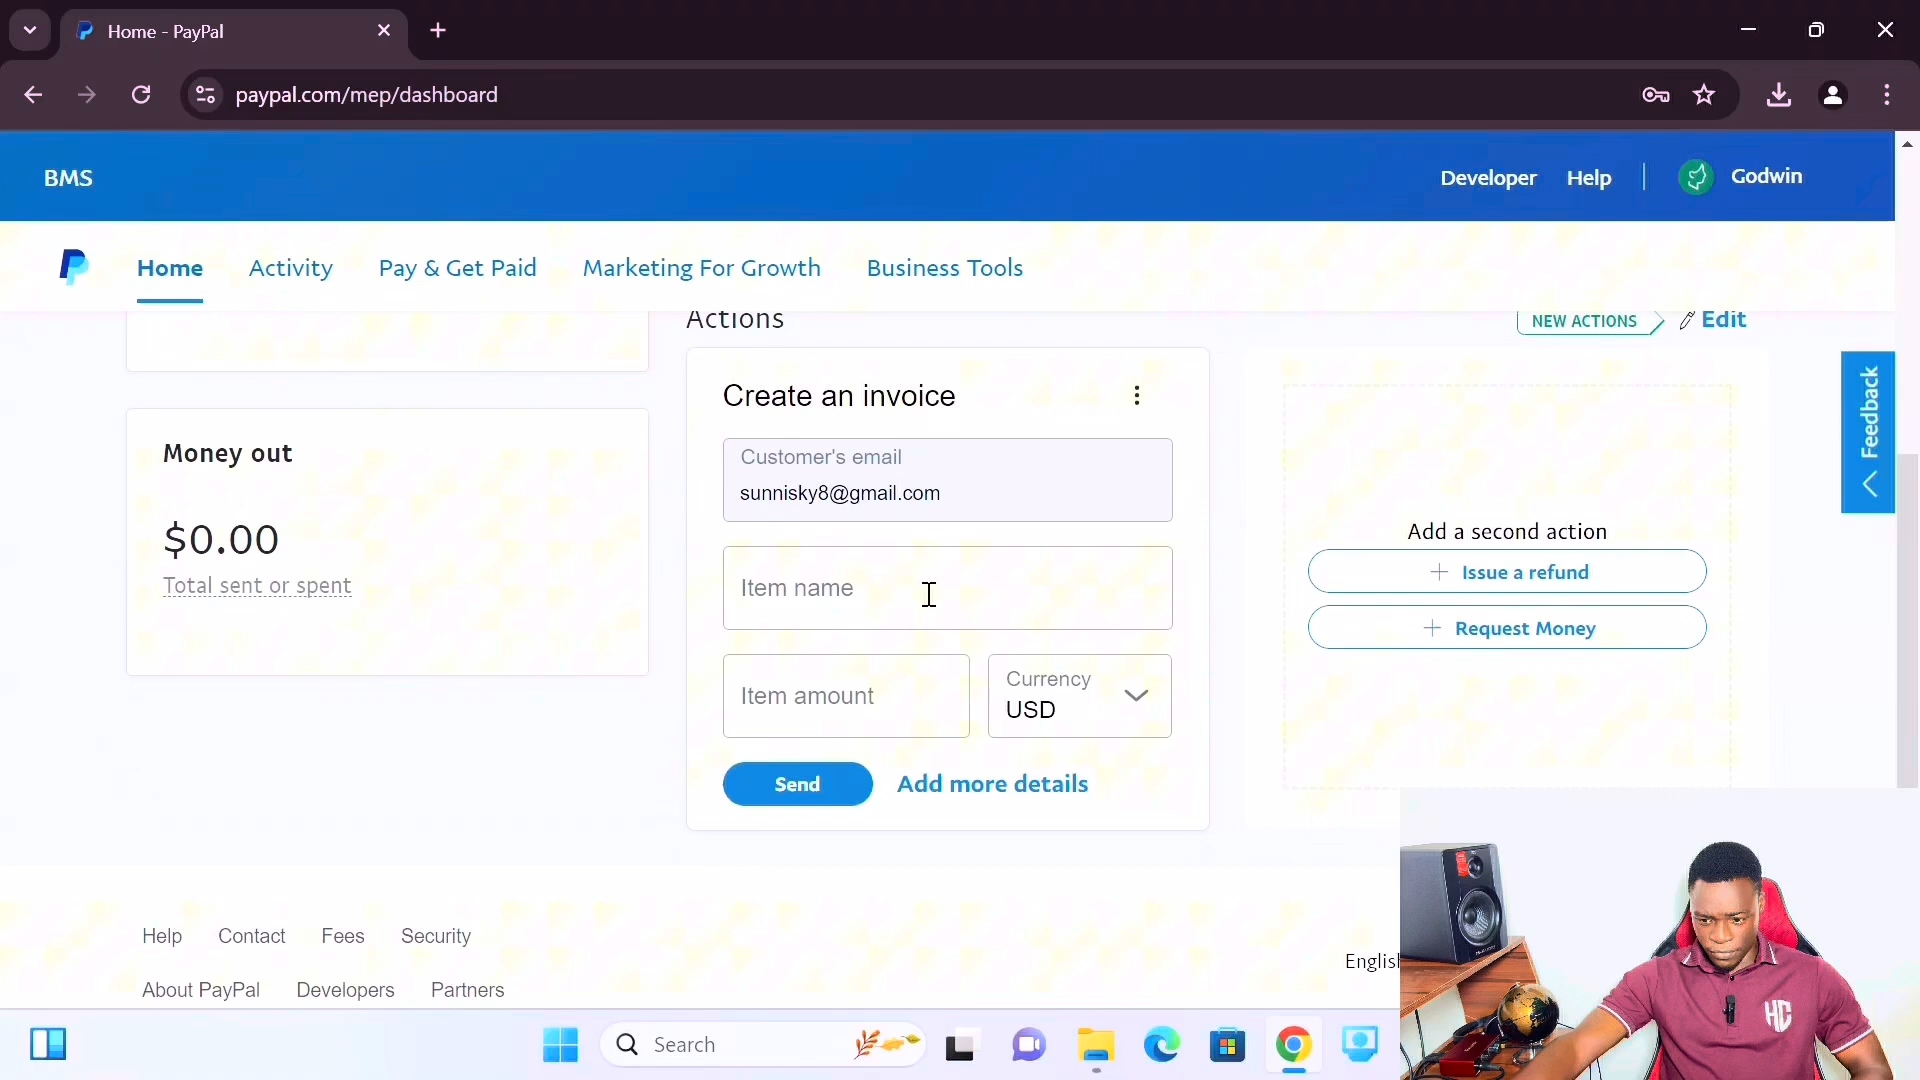 Home - PayPal
paypal.com/mep/dashboard
BMS
Developer
Help
Godwin
Home
Activity
Pay & Get Paid
Marketing For Growth
Business Tools
Actions
NEW ACTIONS
Edit
Feedback
Create an invoice
Customer's email
sunnisky8@gmail.com
Money out
$0.00
Total sent or spent
Item name
Add a second action
Issue a refund
Request Money
Item amount
Currency
USD
Send
Add more details
Help
Contact
Fees
Security
English
About PayPal
Developers
Partners
Search
HC